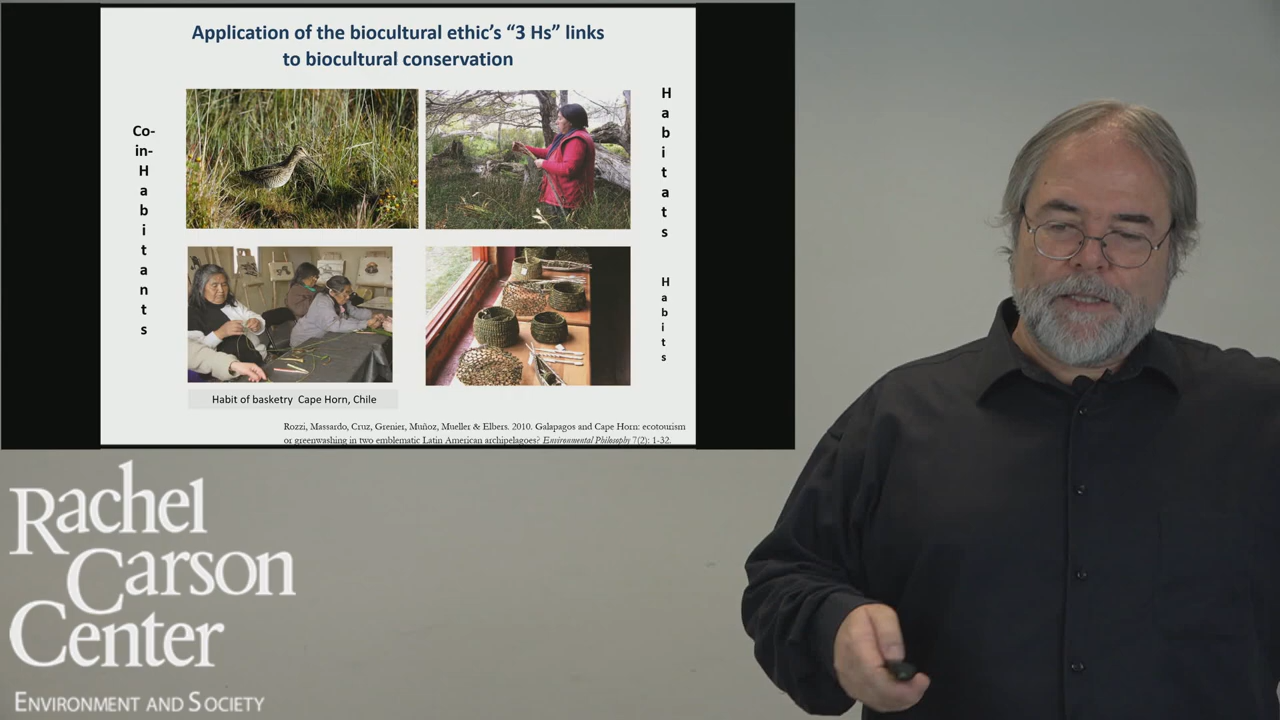 Application of the biocultural ethic's "3 Hs" links
to biocultural conservation
Co-
in-
H
a
b
i
t
a
n
t
s
H
a
b
i
t
a
t
s
H
a
b
i
t
s
Habit of basketry Cape Horn, Chile
Rozzi, Massardo, Cruz, Grenier, Muñoz, Mueller & Elbers. 2010. Galapagos and Cape Horn: ecotourism
or greenwashing in two emblematic Latin American archipelagoes? Environmental Philosophy 7(2): 1-32.
Rachel
Carson
Center
ENVIRONMENT AND SOCIETY